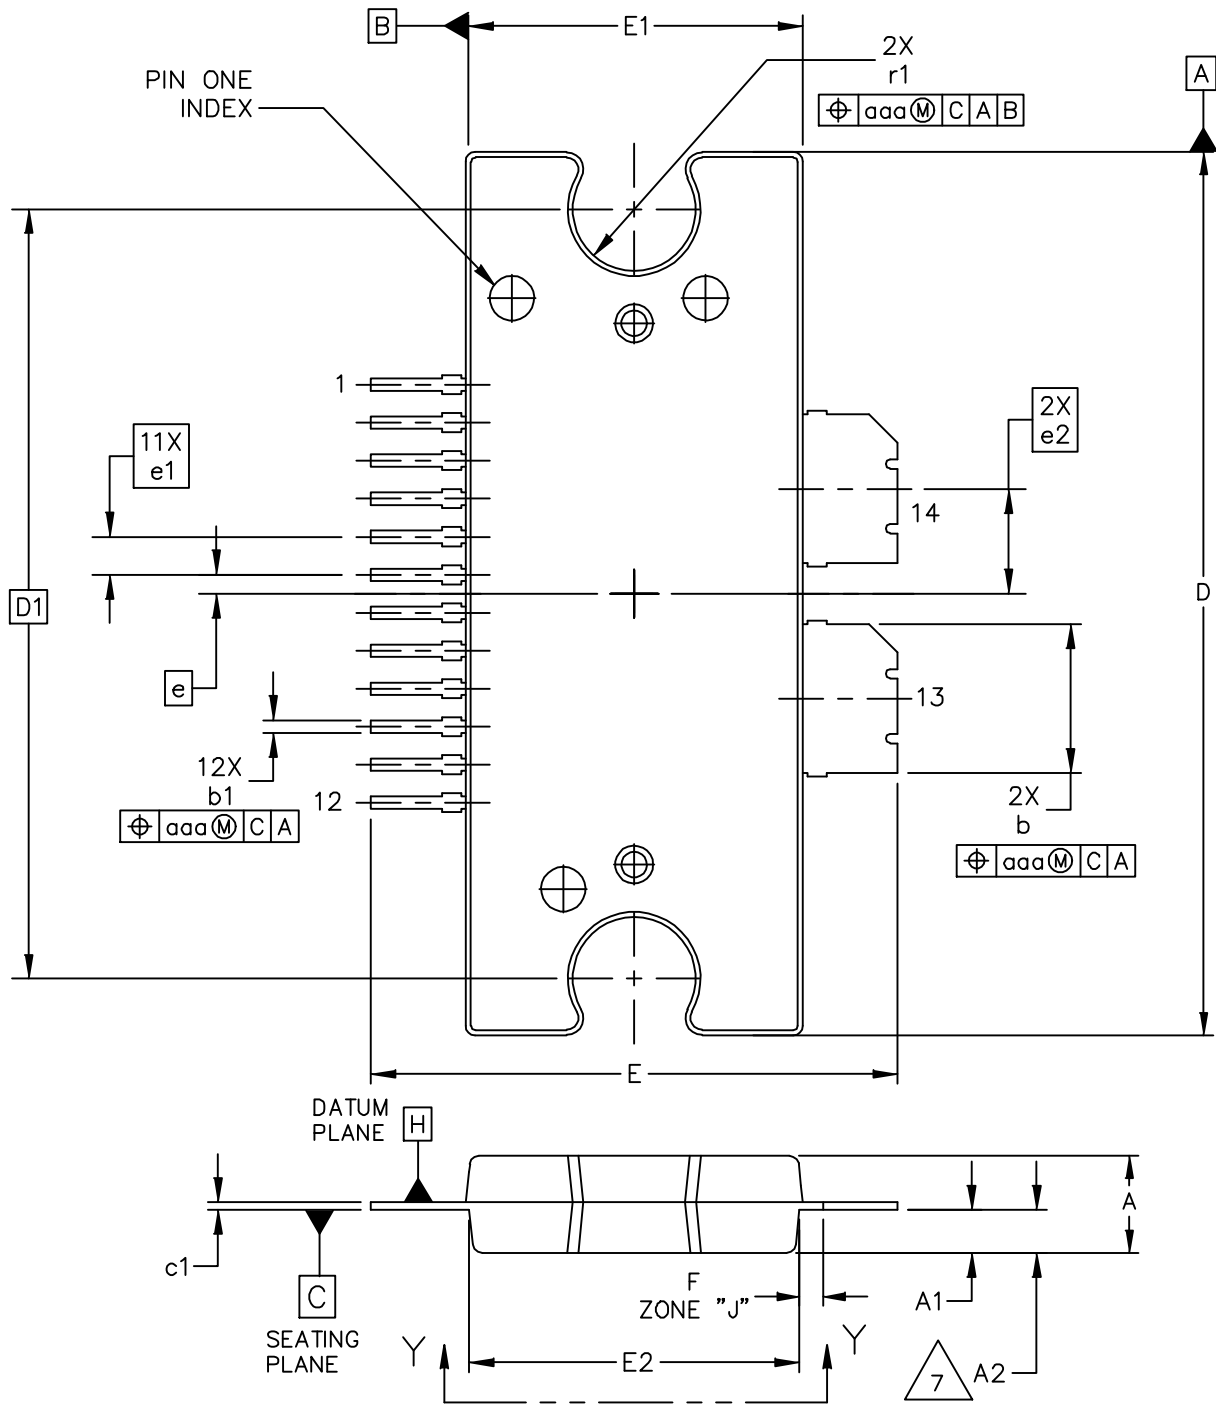 B
E1
2X
r1
⌖ aaa Ⓜ C A B
A
PIN ONE
INDEX
1
11X
e1
2X
e2
14
D1
D
e
13
12X
b1
⌖ aaa Ⓜ C A
12
2X
b
⌖ aaa Ⓜ C A
E
DATUM
PLANE
H
A
c1
C
SEATING
PLANE
F
ZONE "J"
A1
Y
Y
E2
7
A2